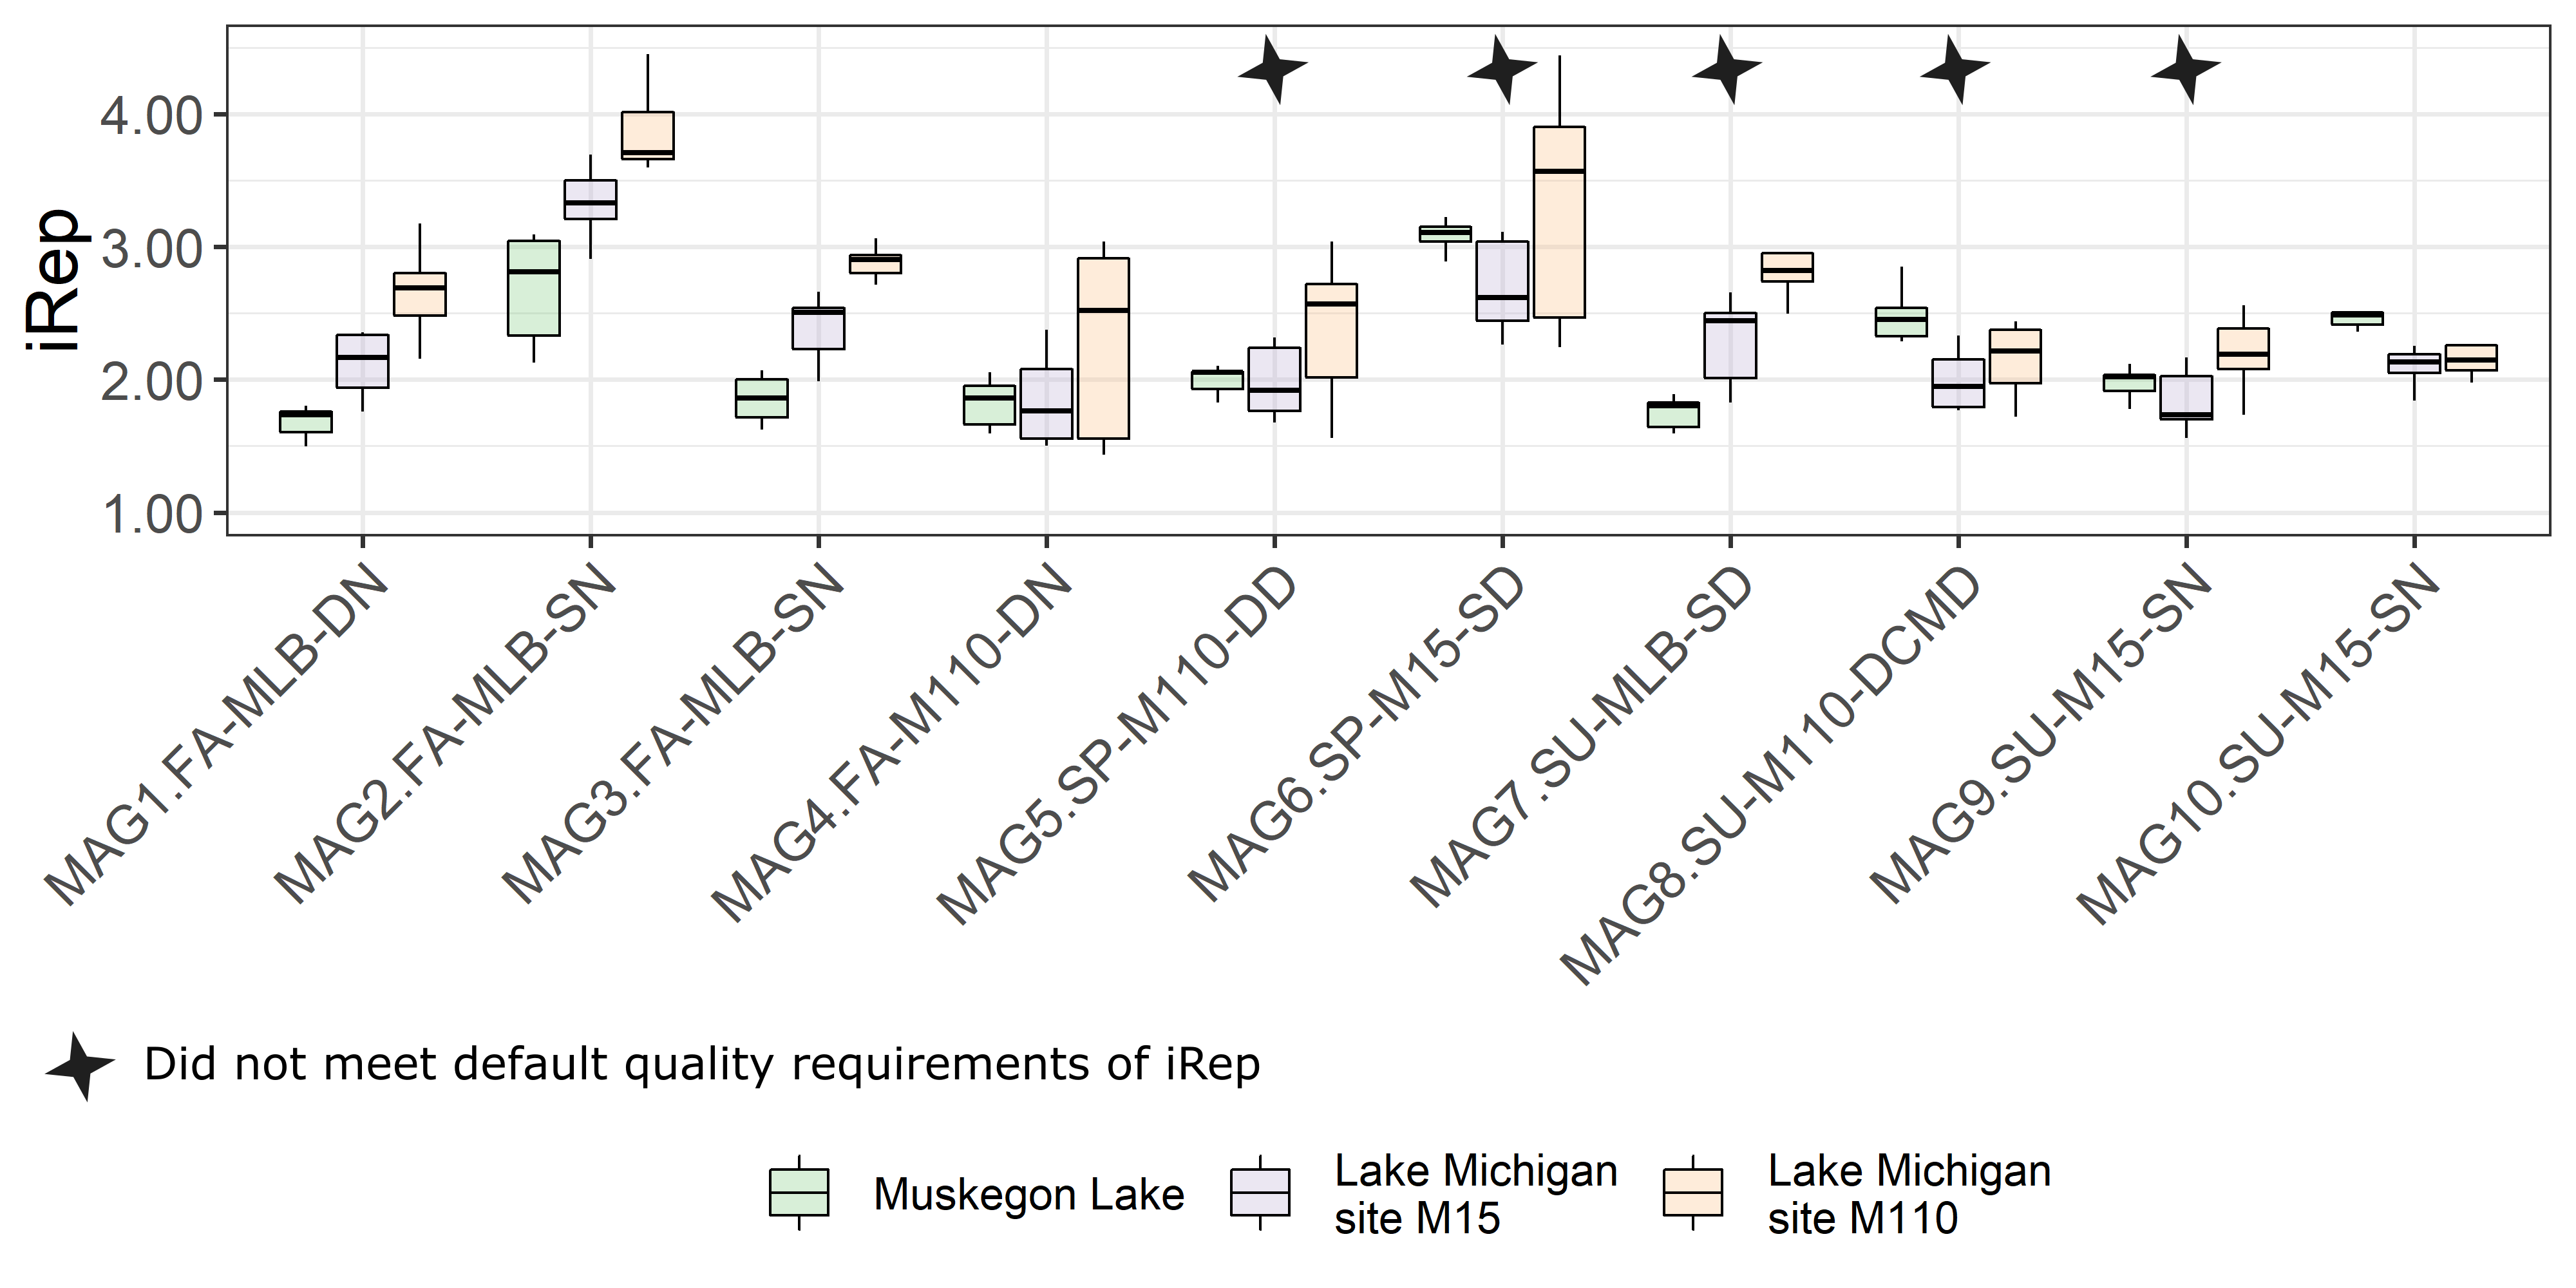 iRep
4.00
3.00
2.00
1.00
MAG1.FA-MLB-DN
MAG2.FA-MLB-SN
MAG3.FA-MLB-SN
MAG4.FA-M110-DN
MAG5.SP-M110-DD
MAG6.SP-M15-SD
MAG7.SU-MLB-SD
MAG8.SU-M110-DCMD
MAG9.SU-M15-SN
MAG10.SU-M15-SN
Did not meet default quality requirements of iRep
Muskegon Lake
Lake Michigan
site M15
Lake Michigan
site M110